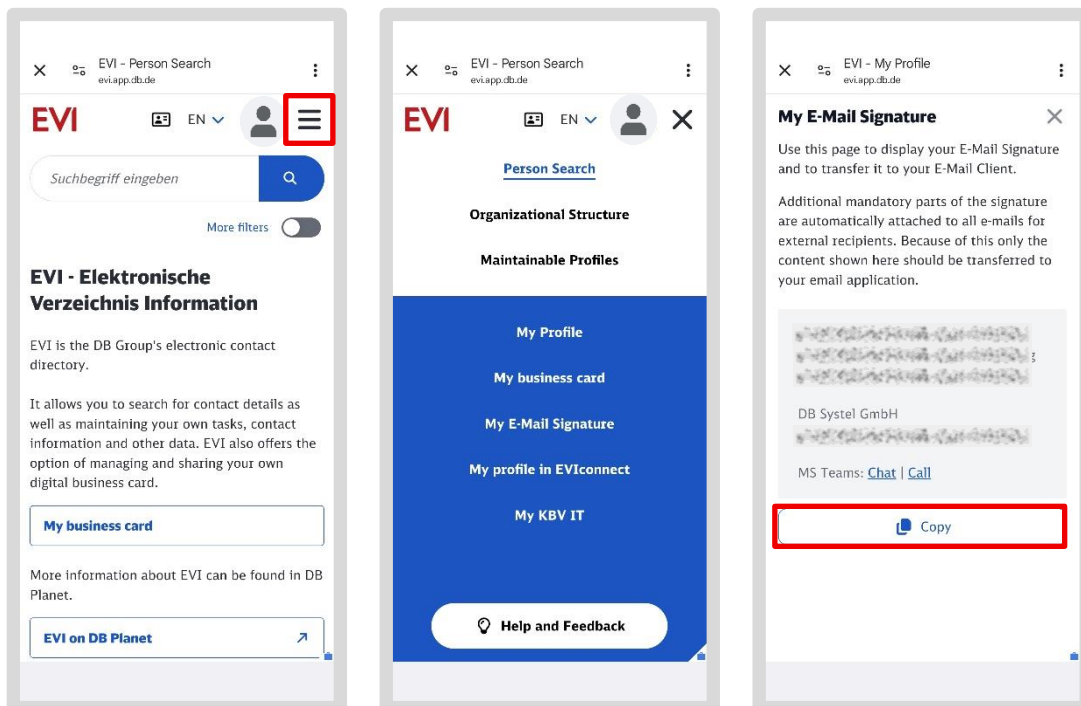 EVI - Person Search
evi.app.db.de
EVI
EN
Suchbegriff eingeben
More filters
EVI - Elektronische
Verzeichnis Information
EVI is the DB Group's electronic contact
directory.
It allows you to search for contact details as
well as maintaining your own tasks, contact
information and other data. EVI also offers the
option of managing and sharing your own
digital business card.
My business card
More information about EVI can be found in DB
Planet.
EVI on DB Planet
EVI - Person Search
evi.app.db.de
EVI
EN
Person Search
Organizational Structure
Maintainable Profiles
My Profile
My business card
My E-Mail Signature
My profile in EVIconnect
My KBV IT
Help and Feedback
EVI - My Profile
evi.app.db.de
My E-Mail Signature
Use this page to display your E-Mail Signature
and to transfer it to your E-Mail Client.
Additional mandatory parts of the signature
are automatically attached to all e-mails for
external recipients. Because of this only the
content shown here should be transferred to
your email application.
DB Systel GmbH
MS Teams: Chat | Call
Copy